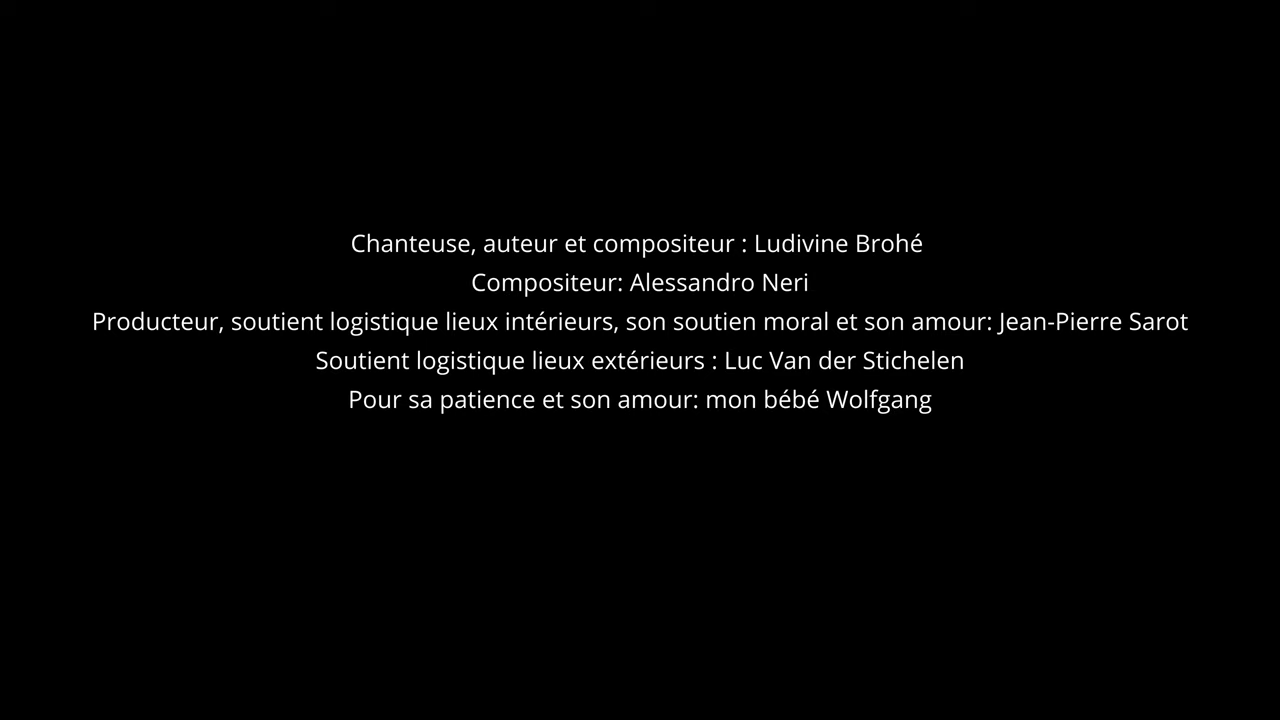 Chanteuse, auteur et compositeur : Ludivine Brohé
Compositeur: Alessandro Neri
Producteur, soutient logistique lieux intérieurs, son soutien moral et son amour: Jean-Pierre Sarot
Soutient logistique lieux extérieurs : Luc Van der Stichelen
Pour sa patience et son amour: mon bébé Wolfgang